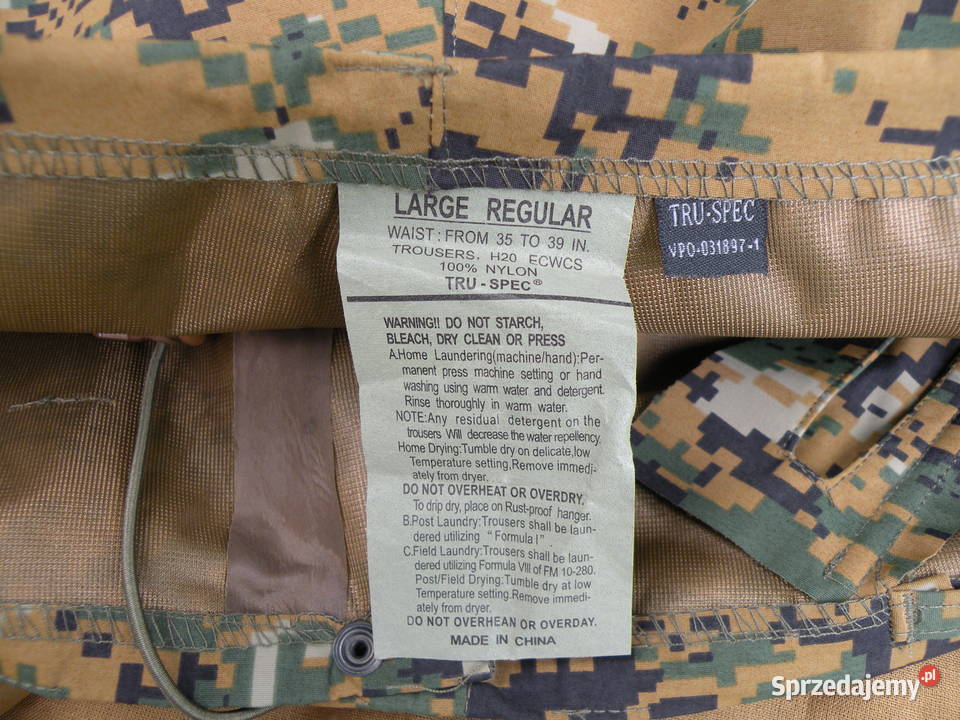 LARGE REGULAR
WAIST: FROM 35 TO 39 IN.
TROUSERS, H20 ECWCS
100% NYLON
TRU-SPEC®
WARNING!! DO NOT STARCH,
BLEACH, DRY CLEAN OR PRESS
A.Home Laundering(machine/hand):Per-
manent press machine setting or hand
washing using warm water and detergent.
Rinse thoroughly in warm water.
NOTE:Any residual detergent on the
trousers Will decrease the water repellency.
Home Drying:Tumble dry on delicate,low
Temperature setting,Remove immedi-
ately from dryer.
DO NOT OVERHEAT OR OVERDRY,
To drip dry, place on Rust-proof hanger.
B.Post Laundry:Trousers shall be laun-
dered utilizing "Formula I".
C.Field Laundry:Trousers shall be laun-
dered utilizing Formula VIII of FM 10-280.
Post/Field Drying:Tumble dry at low
Temperature setting.Remove immedi-
ately from dryer.
DO NOT OVERHEAN OR OVERDAY.
MADE IN CHINA
TRU-SPEC
VPO-031897-1
Sprzedajemy.pl